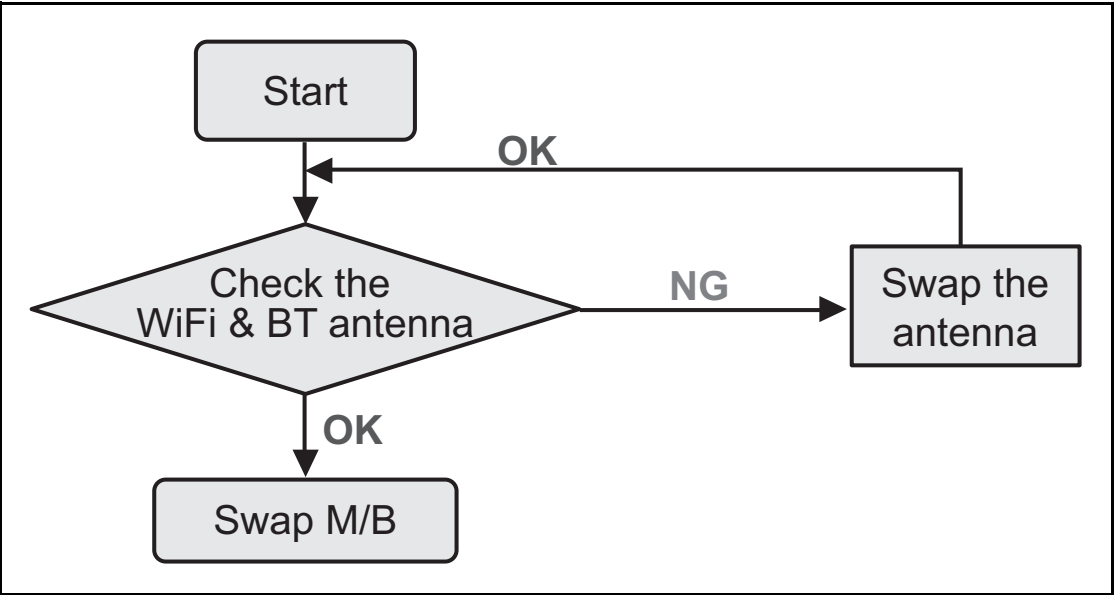 Start
OK
Check the
WiFi & BT antenna
NG
Swap the
antenna
OK
Swap M/B